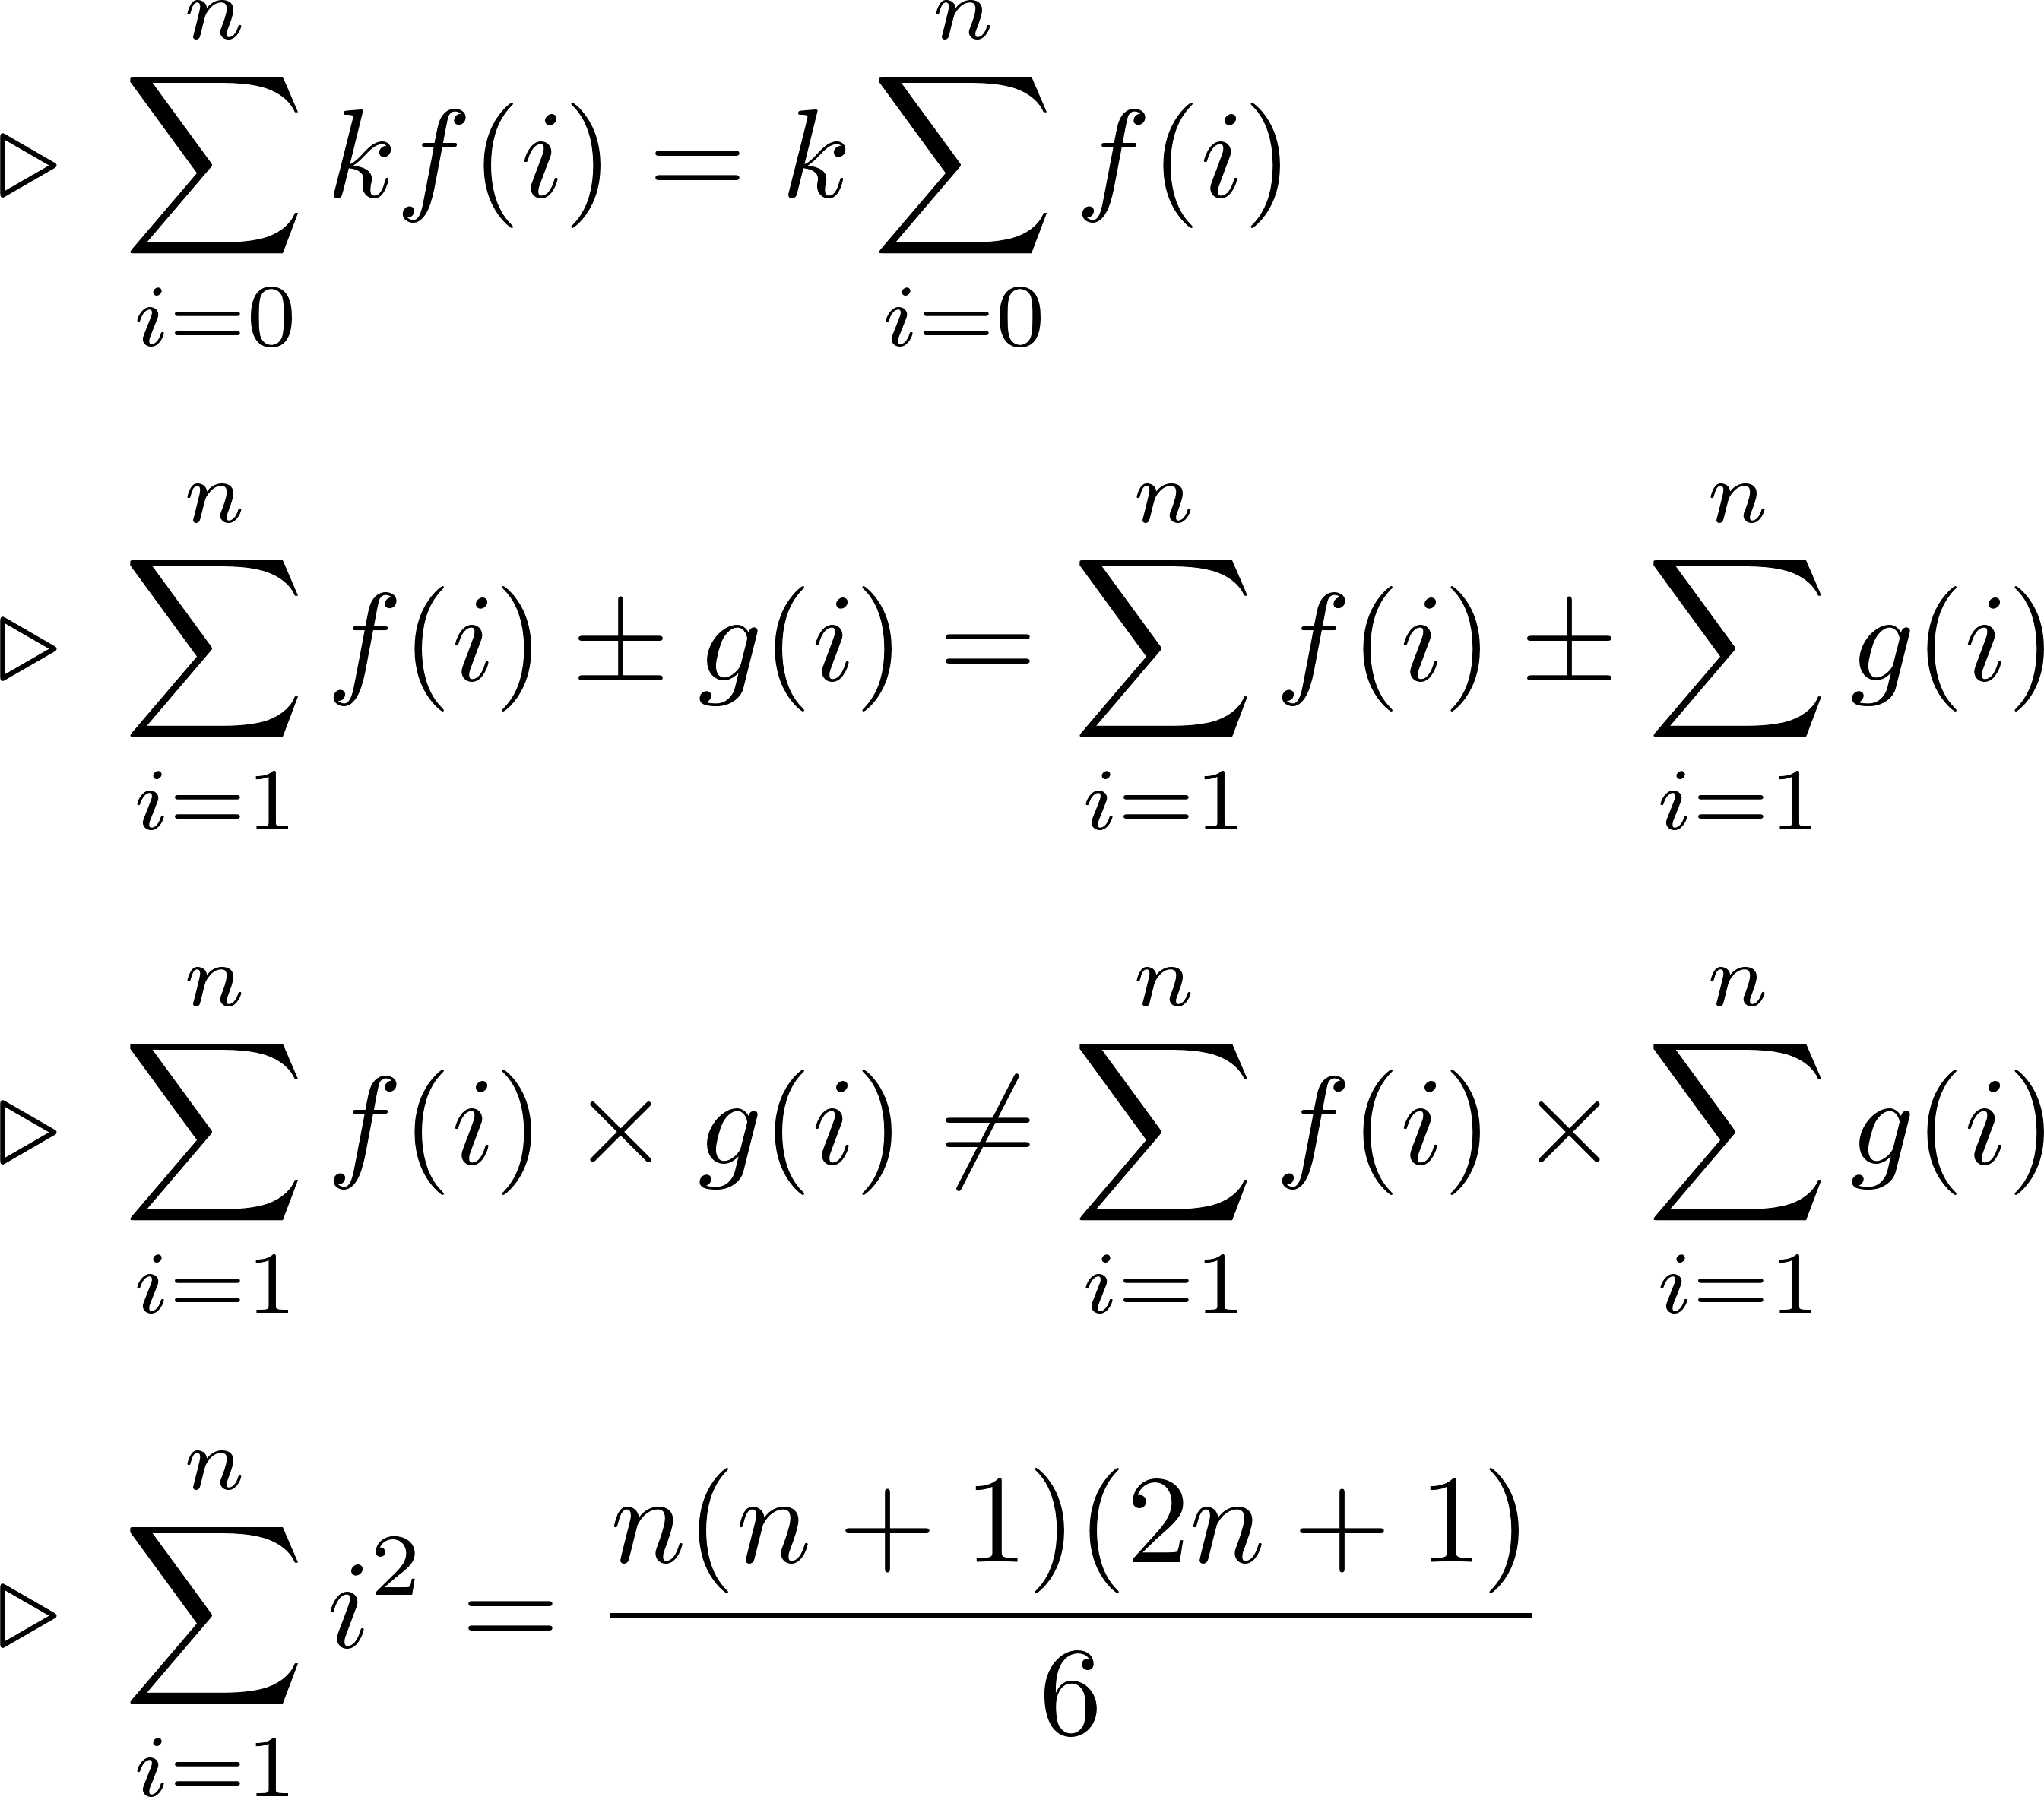 ▷ \sum_{i=0}^{n} kf(i) = k \sum_{i=0}^{n} f(i)
▷ \sum_{i=1}^{n} f(i) \pm g(i) = \sum_{i=1}^{n} f(i) \pm \sum_{i=1}^{n} g(i)
▷ \sum_{i=1}^{n} f(i) \times g(i) \neq \sum_{i=1}^{n} f(i) \times \sum_{i=1}^{n} g(i)
▷ \sum_{i=1}^{n} i^2 = \frac{n(n+1)(2n+1)}{6}